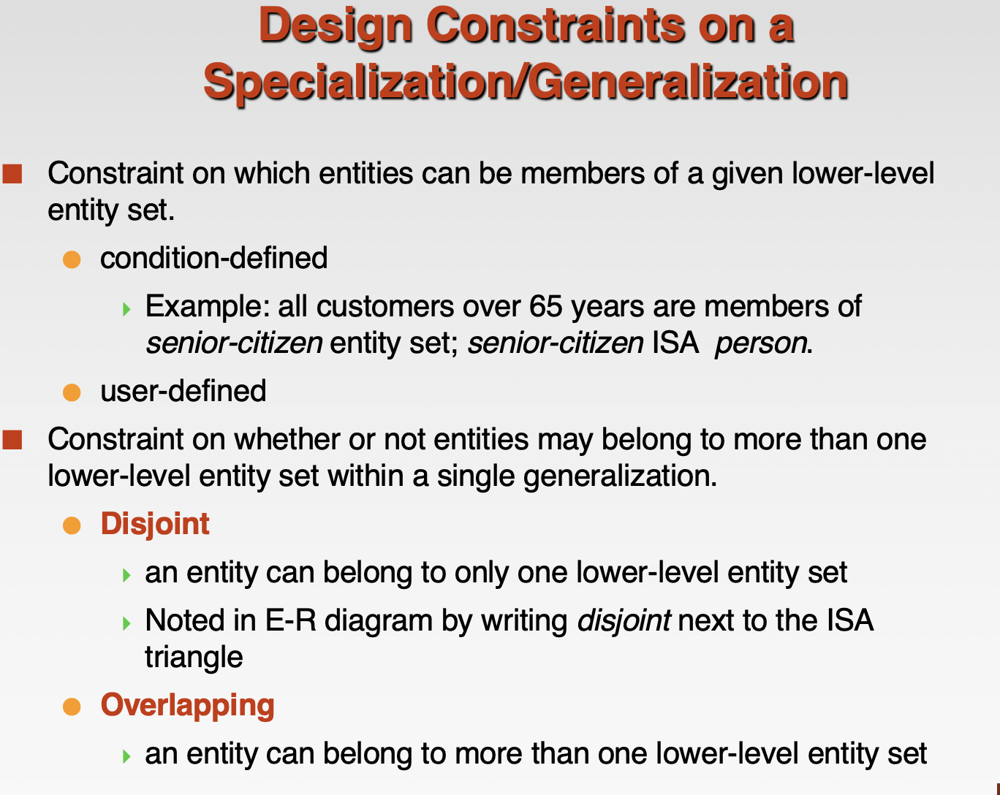 Design Constraints on a
Specialization/Generalization
Constraint on which entities can be members of a given lower-level
entity set.
condition-defined
Example: all customers over 65 years are members of
senior-citizen entity set; senior-citizen ISA person.
user-defined
Constraint on whether or not entities may belong to more than one
lower-level entity set within a single generalization.
Disjoint
an entity can belong to only one lower-level entity set
Noted in E-R diagram by writing disjoint next to the ISA
triangle
Overlapping
an entity can belong to more than one lower-level entity set